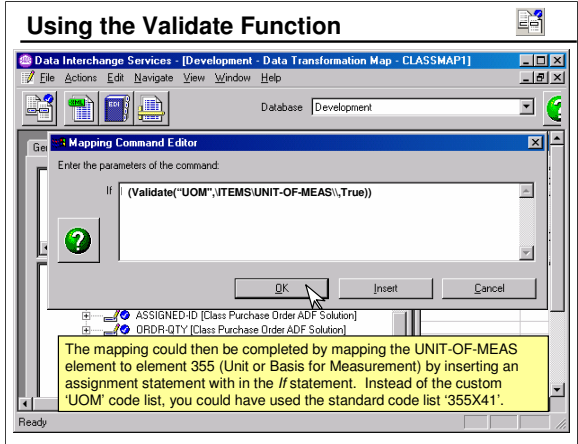 Using the Validate Function
Data Interchange Services - [Development - Data Transformation Map - CLASSMAP1]
File Actions Edit Navigate View Window Help
Database Development
Ge
Mapping Command Editor
Enter the parameters of the command:
If (Validate("UOM",\ITEMS\UNIT-OF-MEAS\\,True))
OK Insert Cancel
ASSIGNED-ID [Class Purchase Order ADF Solution]
ORDR-QTY [Class Purchase Order ADF Solution]
The mapping could then be completed by mapping the UNIT-OF-MEAS
element to element 355 (Unit or Basis for Measurement) by inserting an
assignment statement with in the If statement. Instead of the custom
'UOM' code list, you could have used the standard code list '355X41'.
Ready